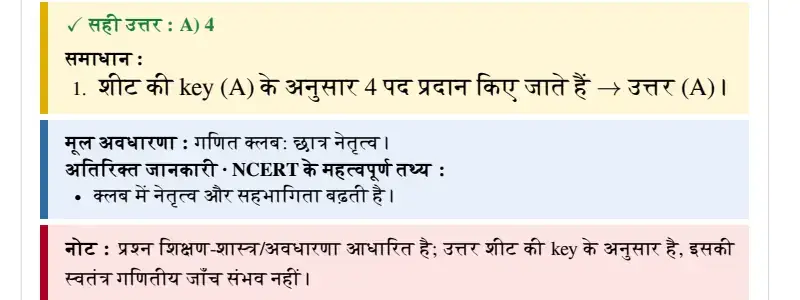 ✓ सही उत्तर : A) 4
समाधान :
1. शीट की key (A) के अनुसार 4 पद प्रदान किए जाते हैं → उत्तर (A)।
मूल अवधारणा : गणित क्लब: छात्र नेतृत्व।
अतिरिक्त जानकारी · NCERT के महत्वपूर्ण तथ्य :
• क्लब में नेतृत्व और सहभागिता बढ़ती है।
नोट : प्रश्न शिक्षण-शास्त्र/अवधारणा आधारित है; उत्तर शीट की key के अनुसार है, इसकी
स्वतंत्र गणितीय जाँच संभव नहीं।